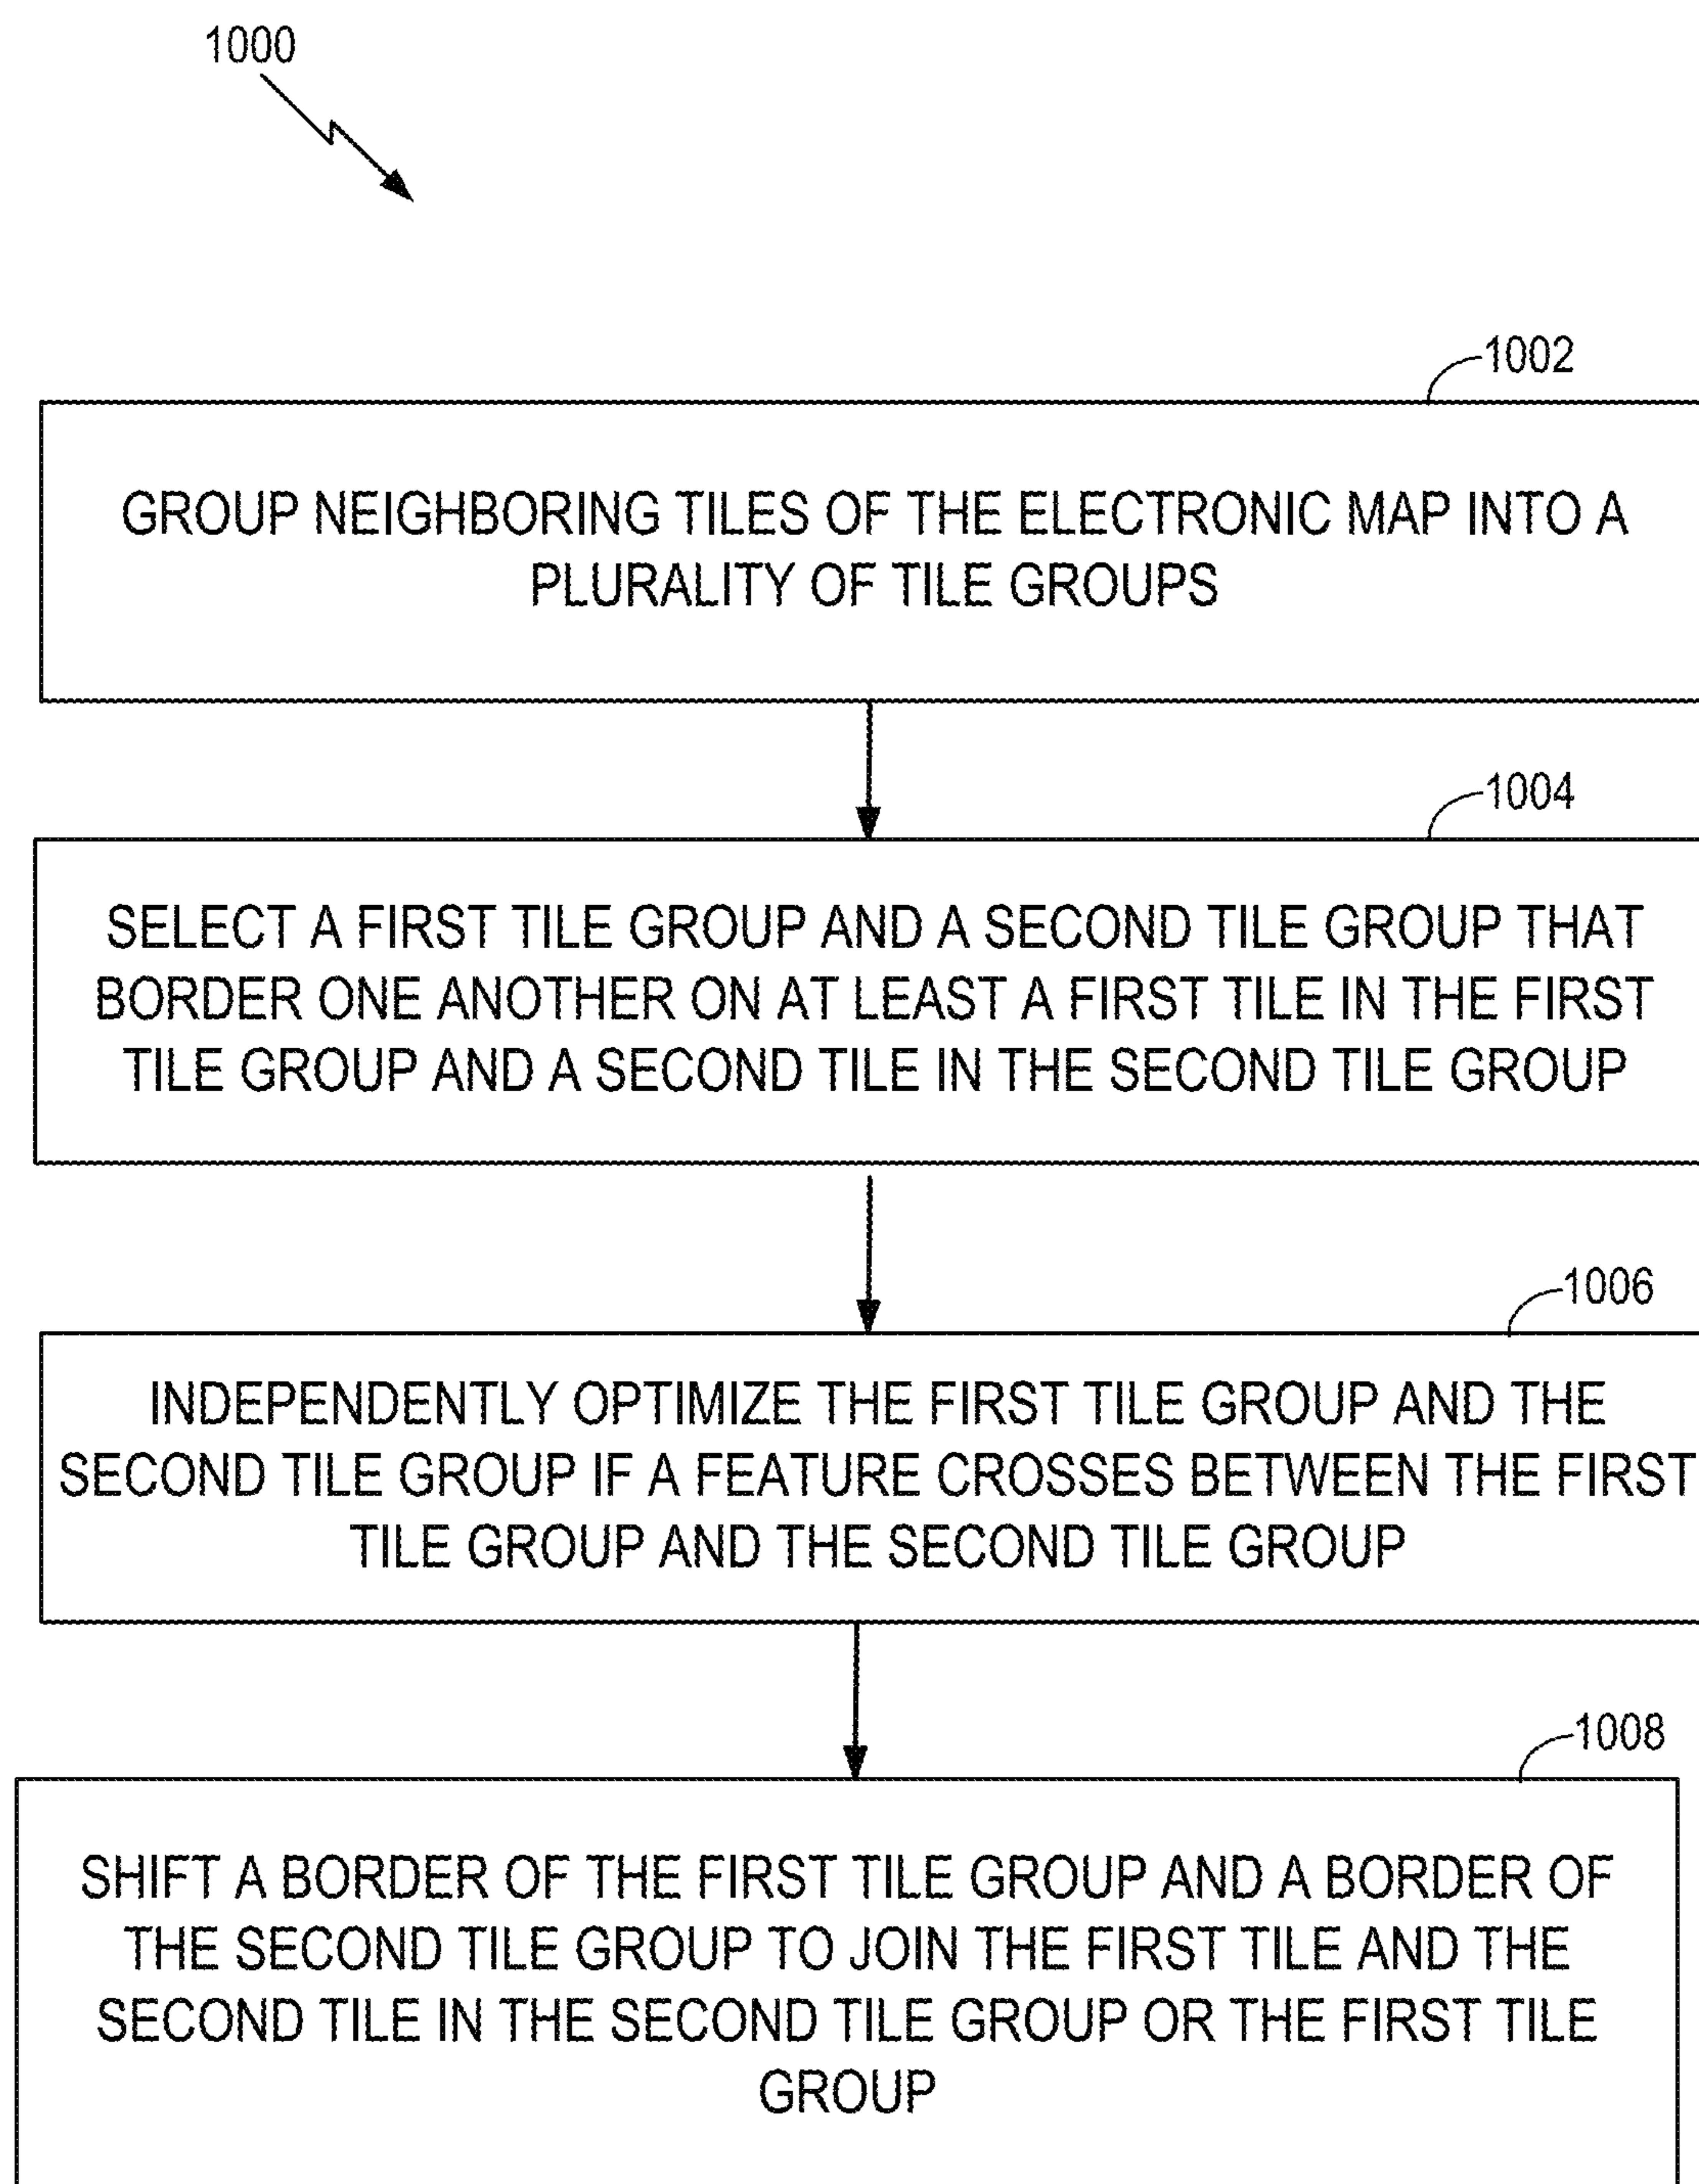 1000
1002
GROUP NEIGHBORING TILES OF THE ELECTRONIC MAP INTO A
PLURALITY OF TILE GROUPS
1004
SELECT A FIRST TILE GROUP AND A SECOND TILE GROUP THAT
BORDER ONE ANOTHER ON AT LEAST A FIRST TILE IN THE FIRST
TILE GROUP AND A SECOND TILE IN THE SECOND TILE GROUP
1006
INDEPENDENTLY OPTIMIZE THE FIRST TILE GROUP AND THE
SECOND TILE GROUP IF A FEATURE CROSSES BETWEEN THE FIRST
TILE GROUP AND THE SECOND TILE GROUP
1008
SHIFT A BORDER OF THE FIRST TILE GROUP AND A BORDER OF
THE SECOND TILE GROUP TO JOIN THE FIRST TILE AND THE
SECOND TILE IN THE SECOND TILE GROUP OR THE FIRST TILE
GROUP